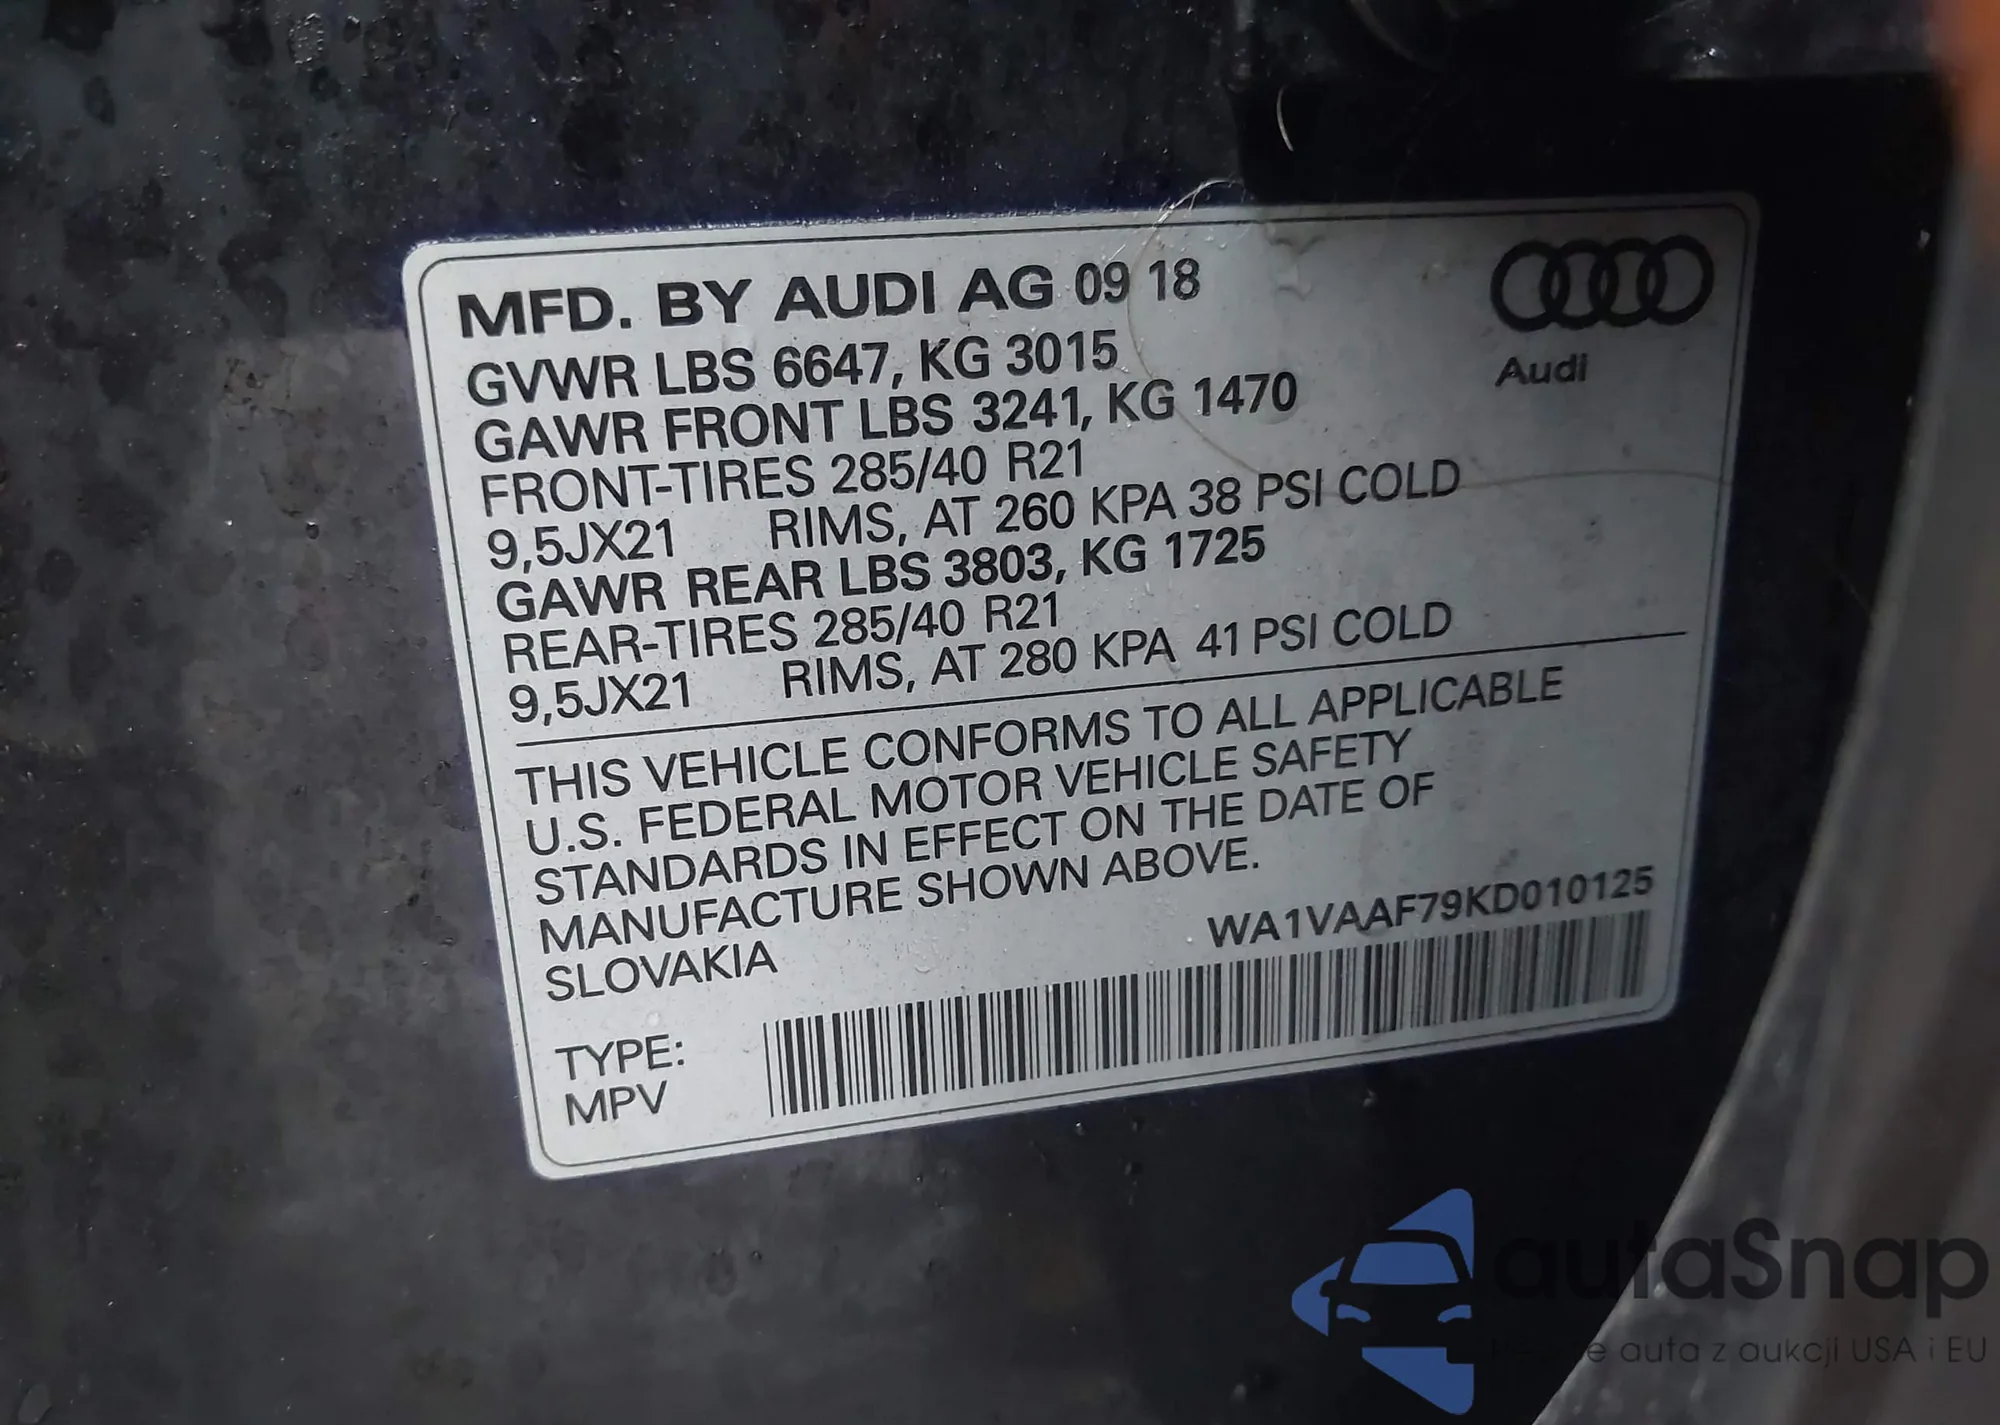 MFD. BY AUDI AG 09 18
Audi
GVWR LBS 6647, KG 3015
GAWR FRONT LBS 3241, KG 1470
FRONT-TIRES 285/40 R21
9,5JX21 RIMS, AT 260 KPA 38 PSI COLD
GAWR REAR LBS 3803, KG 1725
REAR-TIRES 285/40 R21
9,5JX21 RIMS, AT 280 KPA 41 PSI COLD
THIS VEHICLE CONFORMS TO ALL APPLICABLE
U.S. FEDERAL MOTOR VEHICLE SAFETY
STANDARDS IN EFFECT ON THE DATE OF
MANUFACTURE SHOWN ABOVE.
SLOVAKIA
WA1VAAF79KD010125
TYPE:
MPV
autaSnap
auta z aukcji USA i EU